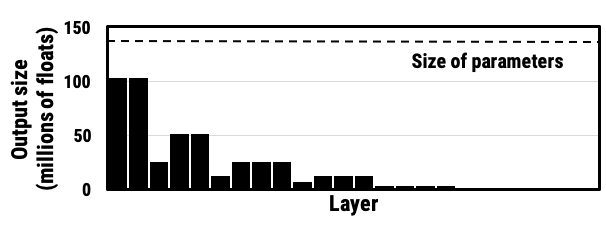 150
100
50
0
Output size
(millions of floats)
Size of parameters
Layer